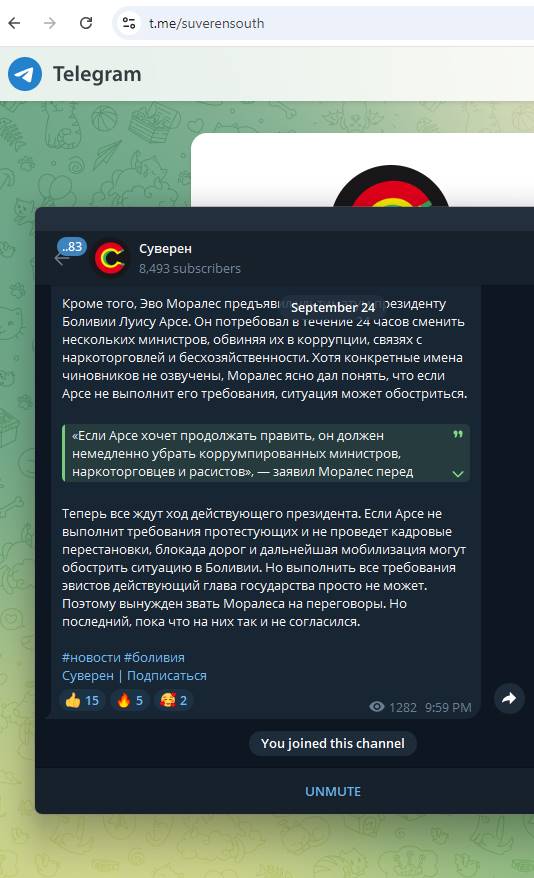 t.me/suverensouth
Telegram
..83
Суверен
8,493 subscribers
Кроме того, Эво Моралес предъяви президенту
September 24
Боливии Луису Арсе. Он потребовал в течение 24 часов сменить
нескольких министров, обвиняя их в коррупции, связях с
наркоторговлей и бесхозяйственности. Хотя конкретные имена
чиновников не озвучены, Моралес ясно дал понять, что если
Арсе не выполнит его требования, ситуация может обостриться.
«Если Арсе хочет продолжать править, он должен
немедленно убрать коррумпированных министров,
наркоторговцев и расистов», — заявил Моралес перед
Теперь все ждут ход действующего президента. Если Арсе не
выполнит требования протестующих и не проведет кадровые
перестановки, блокада дорог и дальнейшая мобилизация могут
обострить ситуацию в Боливии. Но выполнить все требования
эвистов действующий глава государства просто не может.
Поэтому вынужден звать Моралеса на переговоры. Но
последний, пока что на них так и не согласился.
#новости #боливия
Суверен | Подписаться
15 5 2
1282 9:59 PM
You joined this channel
UNMUTE